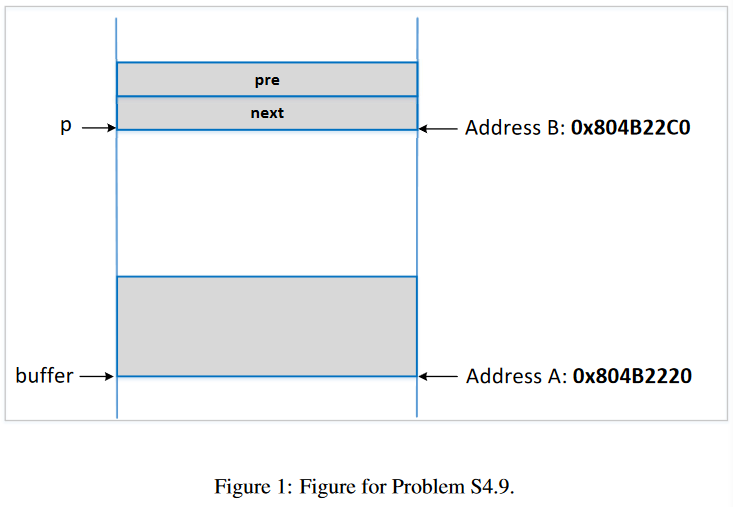 pre
next
p
Address B: 0x804B22C0
buffer
Address A: 0x804B2220
Figure 1: Figure for Problem S4.9.